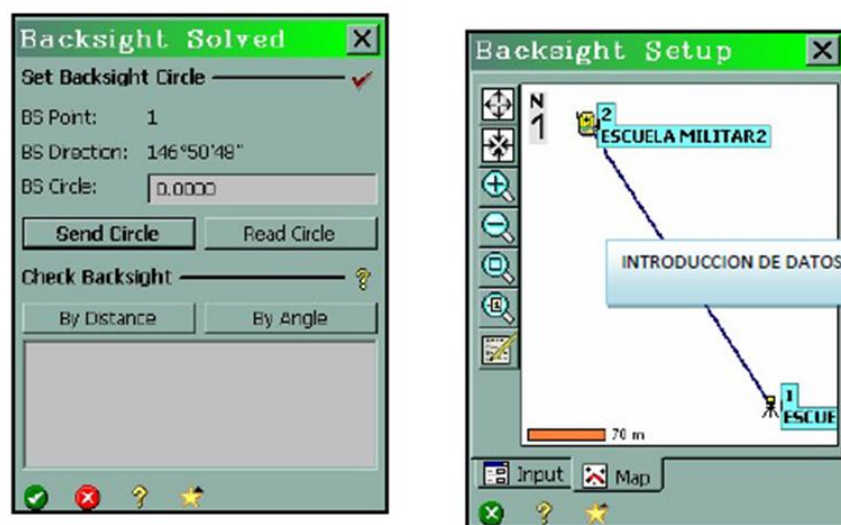 Backsight Solved
Set Backsight Circle
BS Point: 1
BS Direction: 146°50'48"
BS Circle: 0.0000
Send Circle Read Circle
Check Backsight
By Distance By Angle
Backsight Setup
N
2
ESCUELA MILITAR2
INTRODUCCION DE DATOS
1
ESCUE
70 m
Input Map